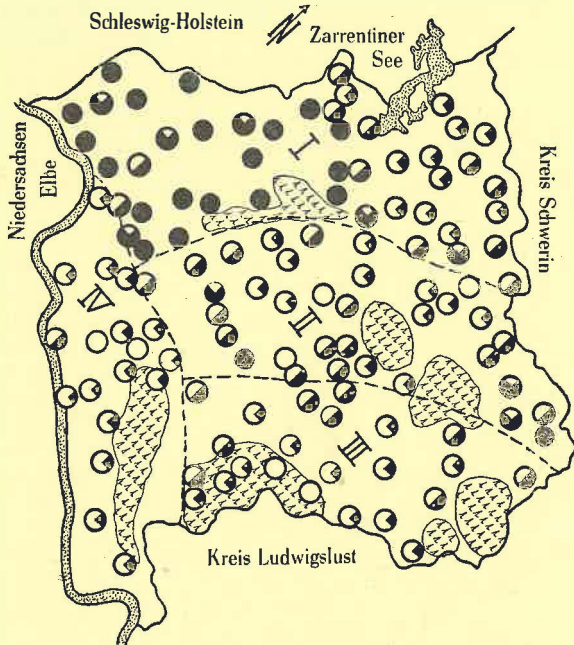 Schleswig-Holstein
N
Zarrentiner
See
Niedersachsen
Elbe
Kreis Schwerin
I
II
III
IV
Kreis Ludwigslust